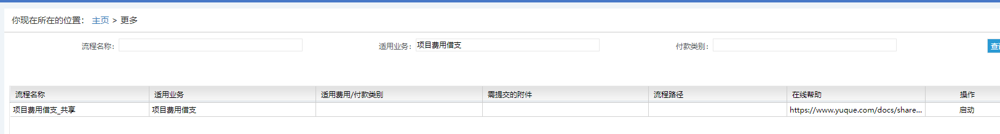 你现在所在的位置： 主页 > 更多
流程名称： 适用业务：项目费用借支 付款类别： 查
流程名称 适用业务 适用费用/付款类别 需提交的附件 流程路径 在线帮助 操作
项目费用借支_共享 项目费用借支 https://www.yuque.com/docs/share... 启动